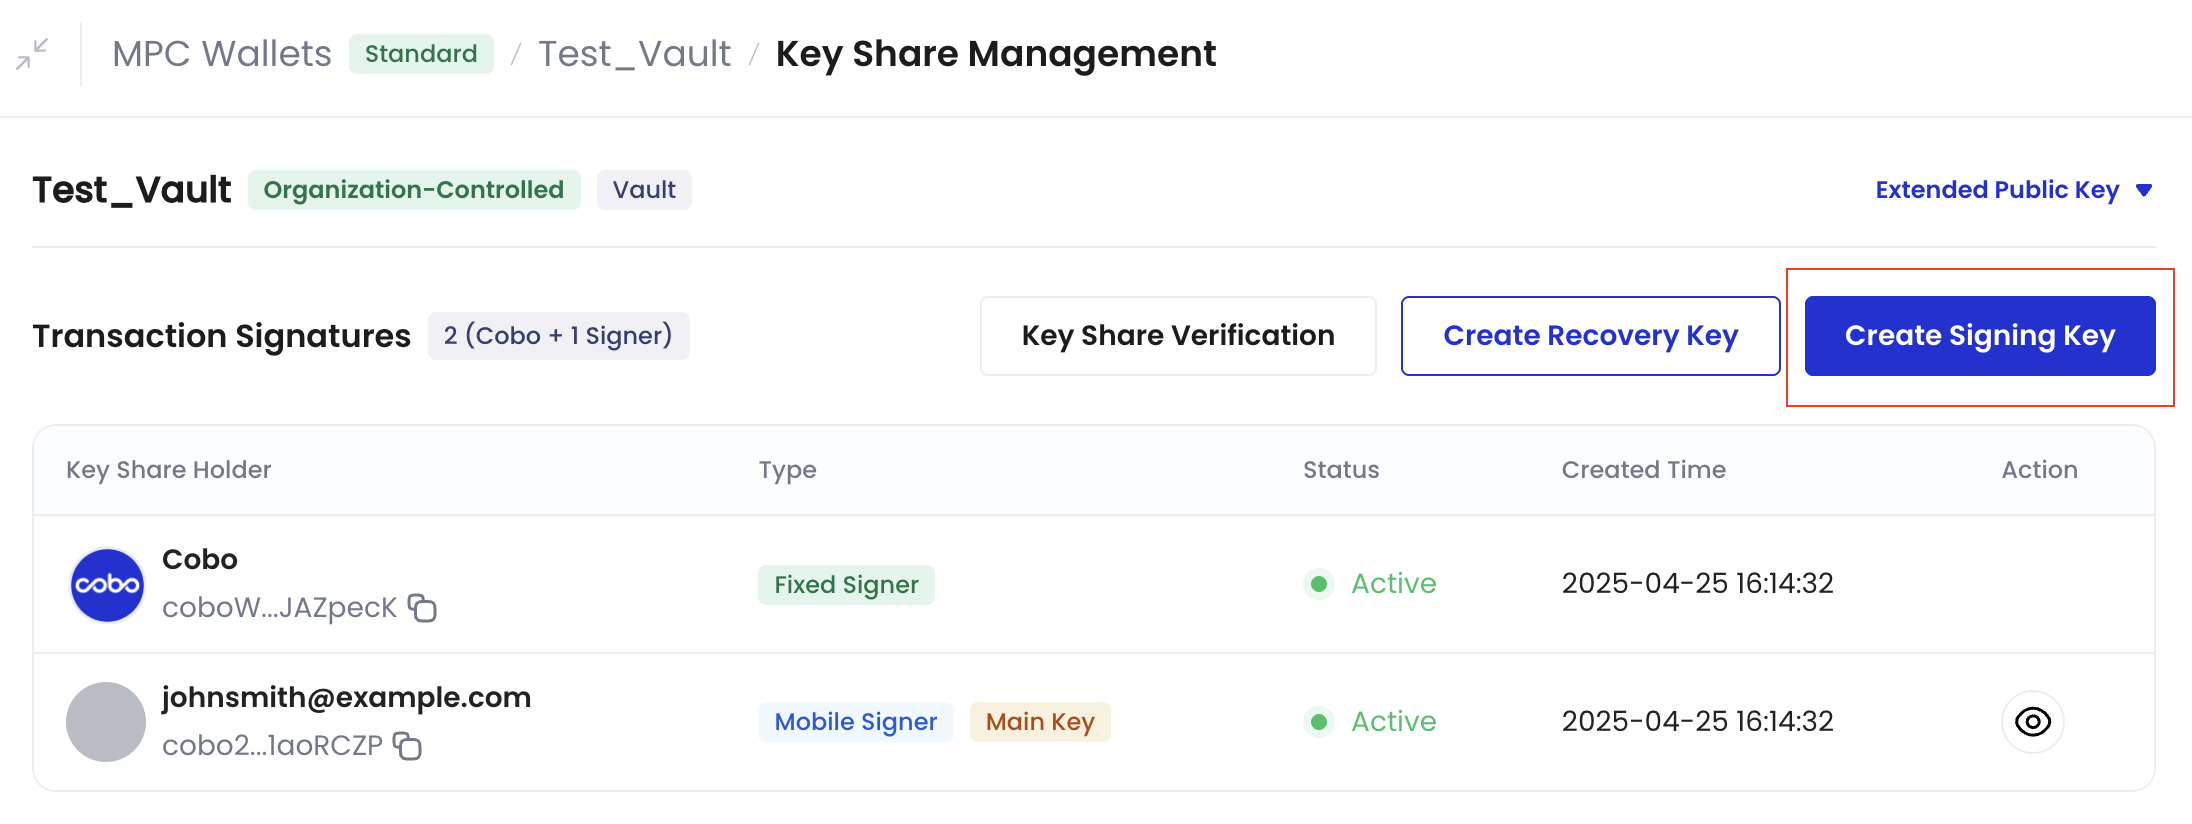 MPC Wallets Standard / Test_Vault / Key Share Management
Test_Vault Organization-Controlled Vault Extended Public Key
Transaction Signatures 2 (Cobo + 1 Signer) Key Share Verification Create Recovery Key Create Signing Key
Key Share Holder Type Status Created Time Action
cobo
Cobo
coboW...JAZpecK
Fixed Signer Active 2025-04-25 16:14:32
johnsmith@example.com
cobo2...1aoRCZP
Mobile Signer Main Key Active 2025-04-25 16:14:32